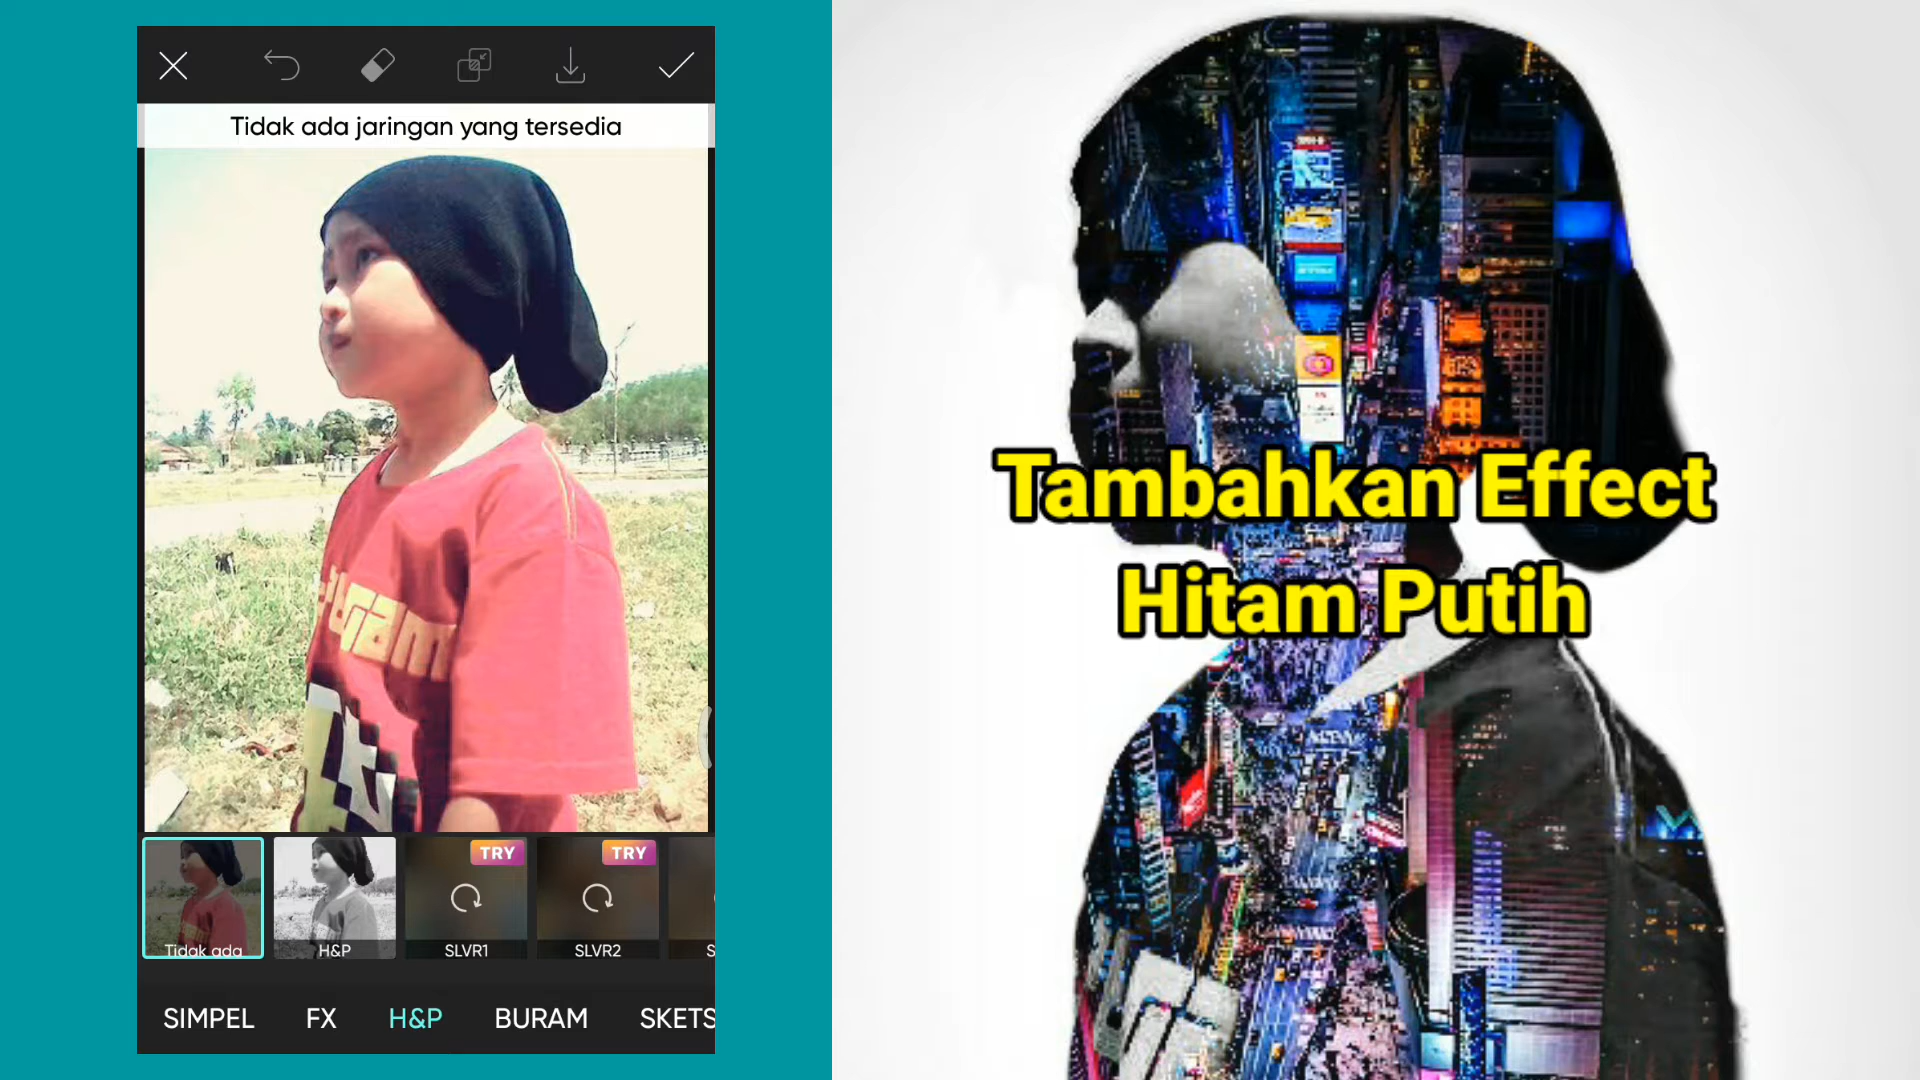 Tidak ada jaringan yang tersedia
TRY
TRY
Tidak ada
H&P
SLVR1
SLVR2
S
SIMPEL
FX
H&P
BURAM
SKETS
Tambahkan Effect
Hitam Putih